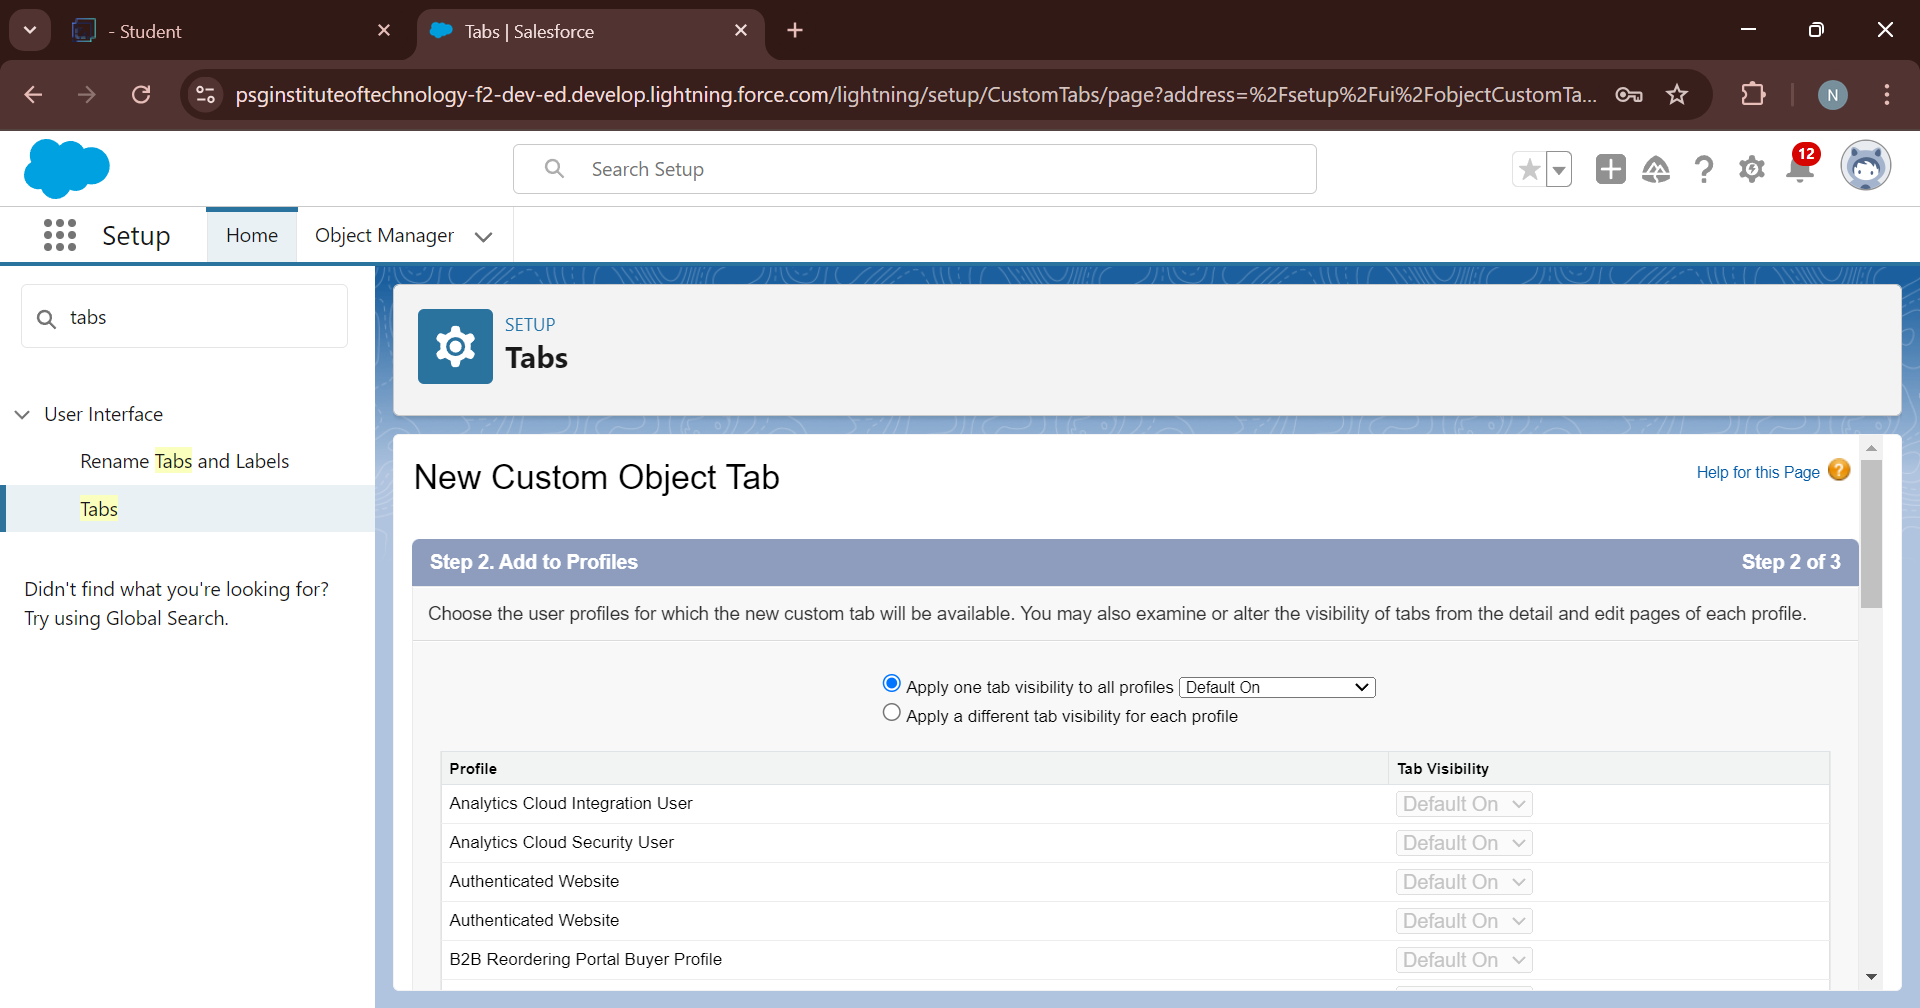 - Student
Tabs | Salesforce
psginstituteoftechnology-f2-dev-ed.develop.lightning.force.com/lightning/setup/CustomTabs/page?address=%2Fsetup%2Fui%2FobjectCustomTa...
N
Search Setup
12
Setup
Home
Object Manager
tabs
User Interface
Rename Tabs and Labels
Tabs
Didn't find what you're looking for?
Try using Global Search.
SETUP
Tabs
New Custom Object Tab
Help for this Page
Step 2. Add to Profiles
Step 2 of 3
Choose the user profiles for which the new custom tab will be available. You may also examine or alter the visibility of tabs from the detail and edit pages of each profile.
Apply one tab visibility to all profiles Default On
Apply a different tab visibility for each profile
Profile Tab Visibility
Analytics Cloud Integration User Default On
Analytics Cloud Security User Default On
Authenticated Website Default On
Authenticated Website Default On
B2B Reordering Portal Buyer Profile Default On